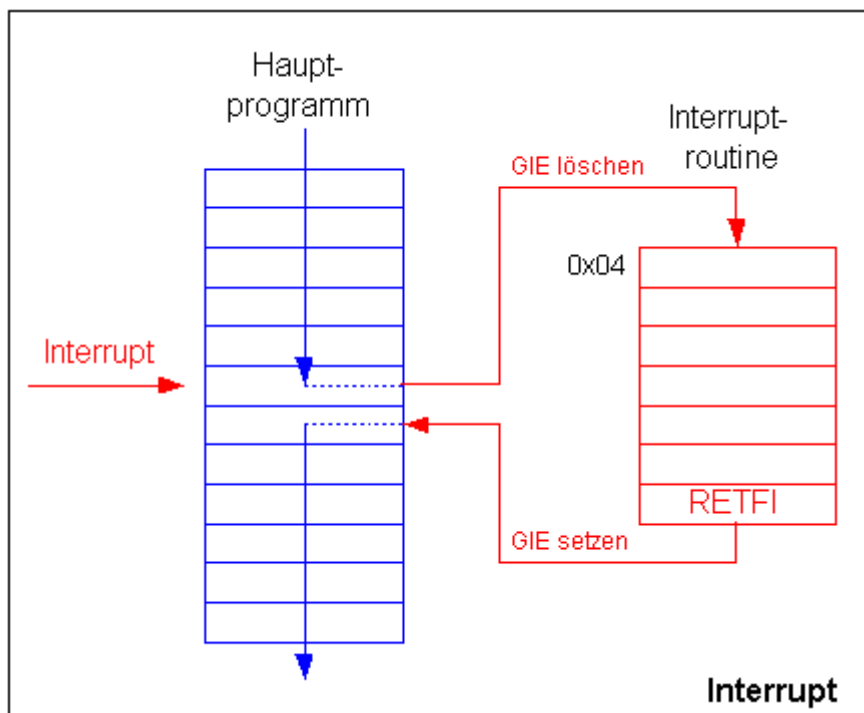 Haupt-
programm
Interrupt-
routine
GIE löschen
0x04
Interrupt
RETFI
GIE setzen
Interrupt